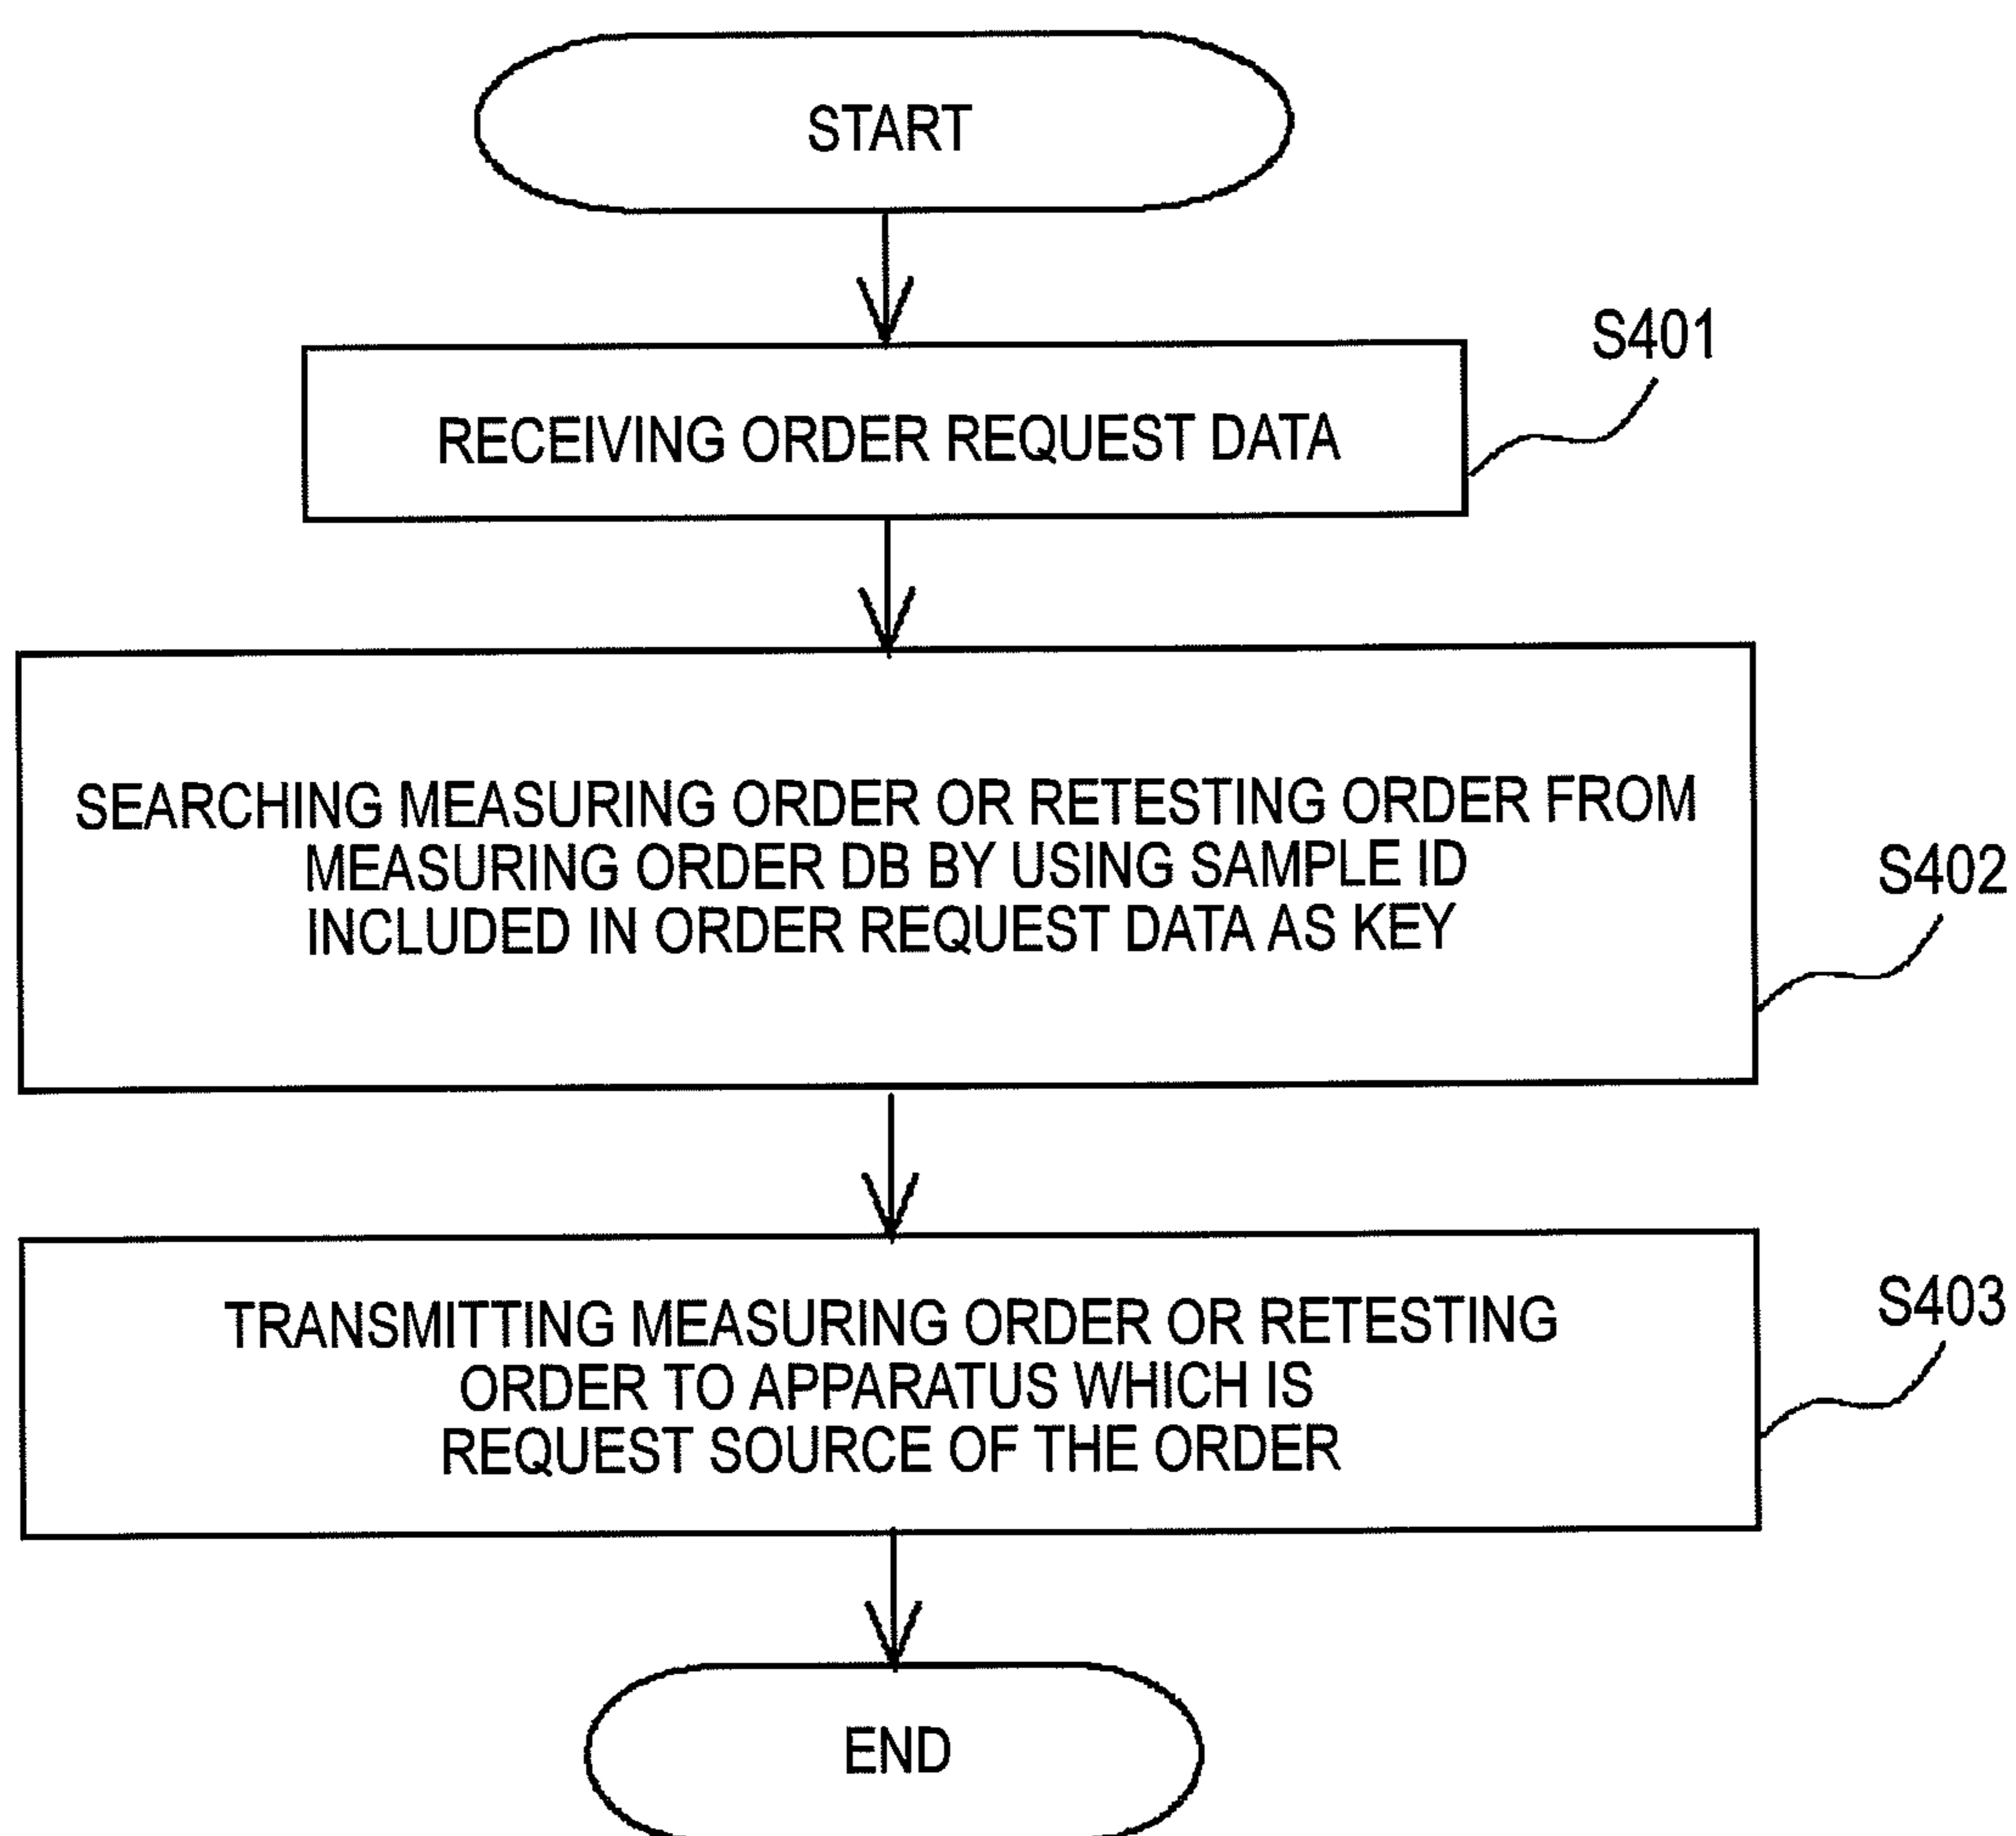 START
S401
RECEIVING ORDER REQUEST DATA
SEARCHING MEASURING ORDER OR RETESTING ORDER FROM
MEASURING ORDER DB BY USING SAMPLE ID
INCLUDED IN ORDER REQUEST DATA AS KEY
S402
TRANSMITTING MEASURING ORDER OR RETESTING
ORDER TO APPARATUS WHICH IS
REQUEST SOURCE OF THE ORDER
S403
END